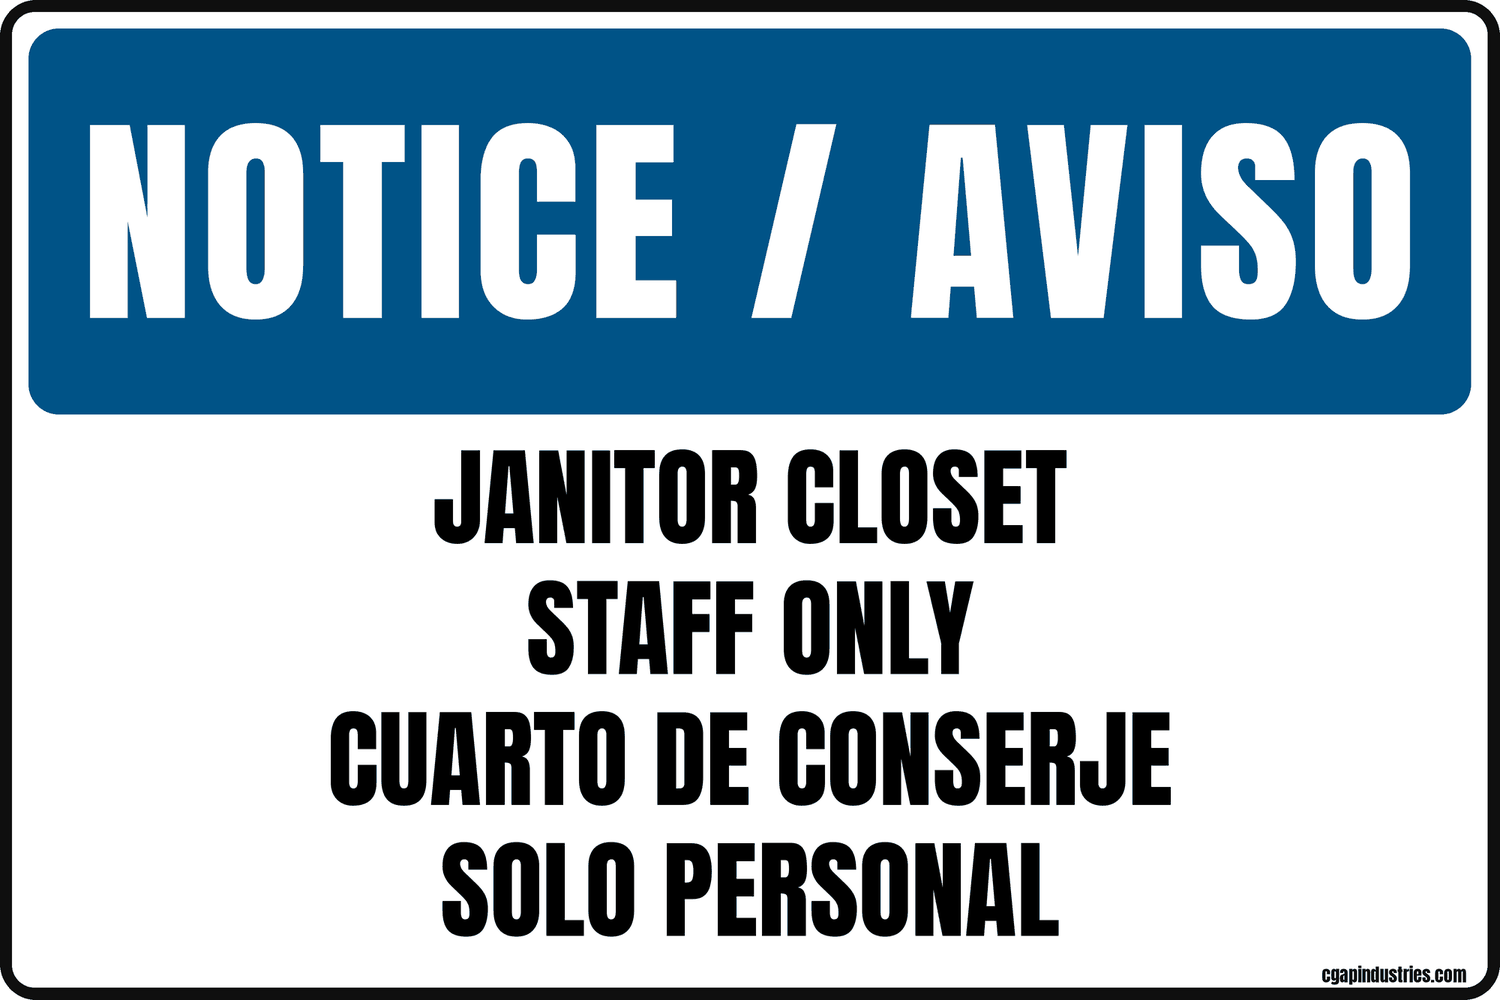 NOTICE / AVISO
JANITOR CLOSET
STAFF ONLY
CUARTO DE CONSERJE
SOLO PERSONAL
cgapindustries.com